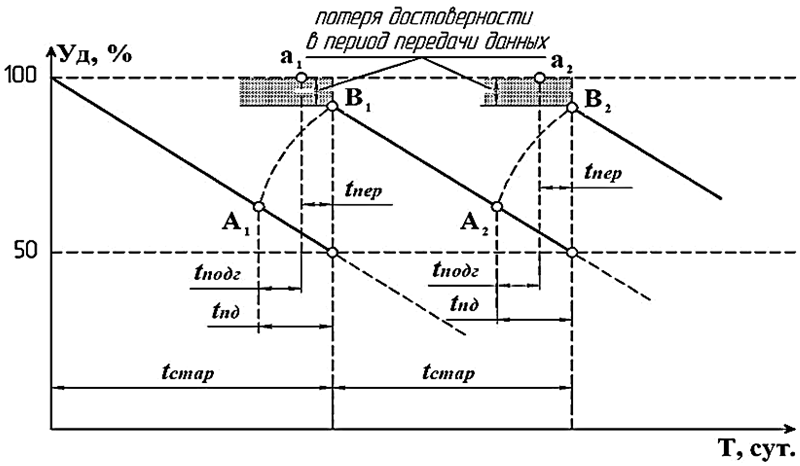 потеря достоверности
в период передачи данных
Уд, %
100
a1
a2
B1
B2
tпер
tпер
A1
A2
50
tподг
tподг
tпд
tпд
tстар
tстар
T, сут.